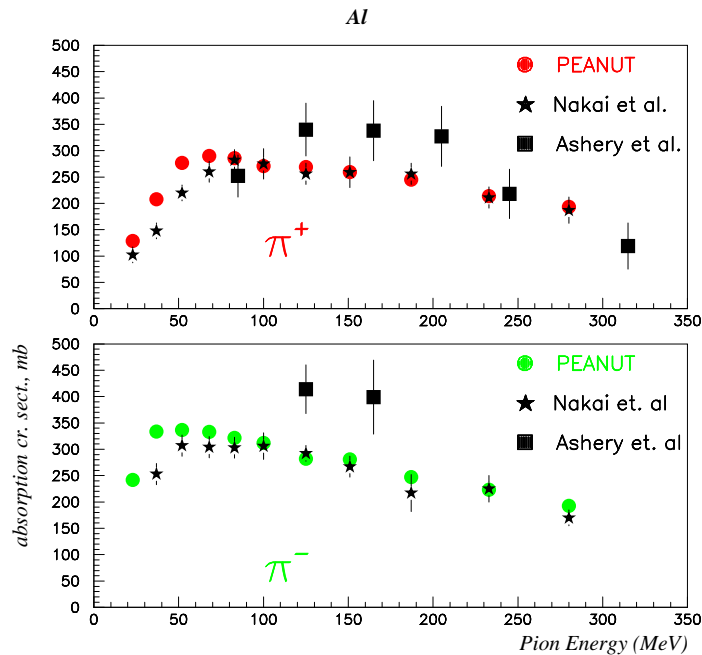 Al
500
450
400
350
300
250
200
150
100
50
0
PEANUT
Nakai et al.
Ashery et al.
π+
0 50 100 150 200 250 300 350
absorption cr. sect., mb
500
450
400
350
300
250
200
150
100
50
0
PEANUT
Nakai et. al
Ashery et. al
π−
0 50 100 150 200 250 300 350
Pion Energy (MeV)